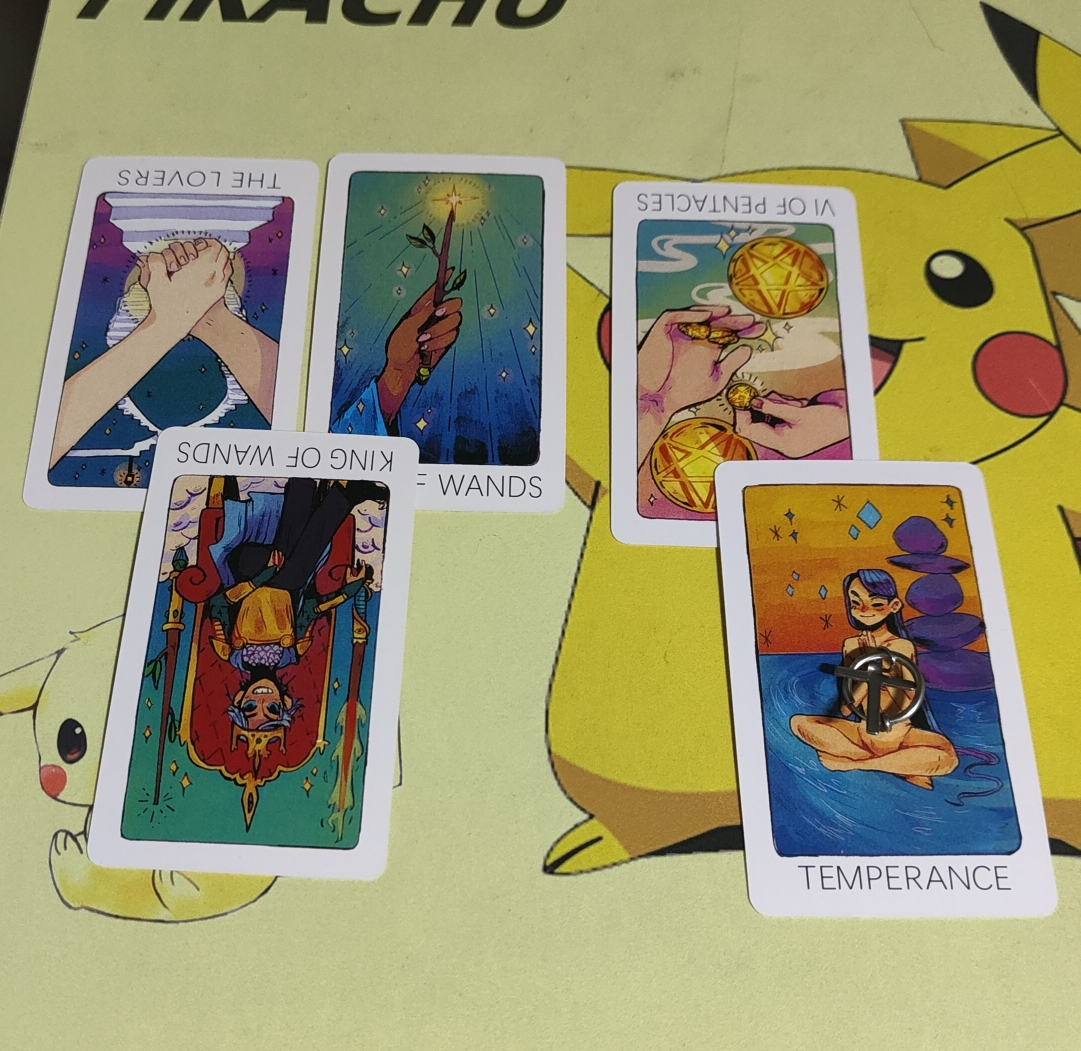 PIKACHU
THE LOVERS
VI OF PENTACLES
KING OF WANDS
F WANDS
TEMPERANCE